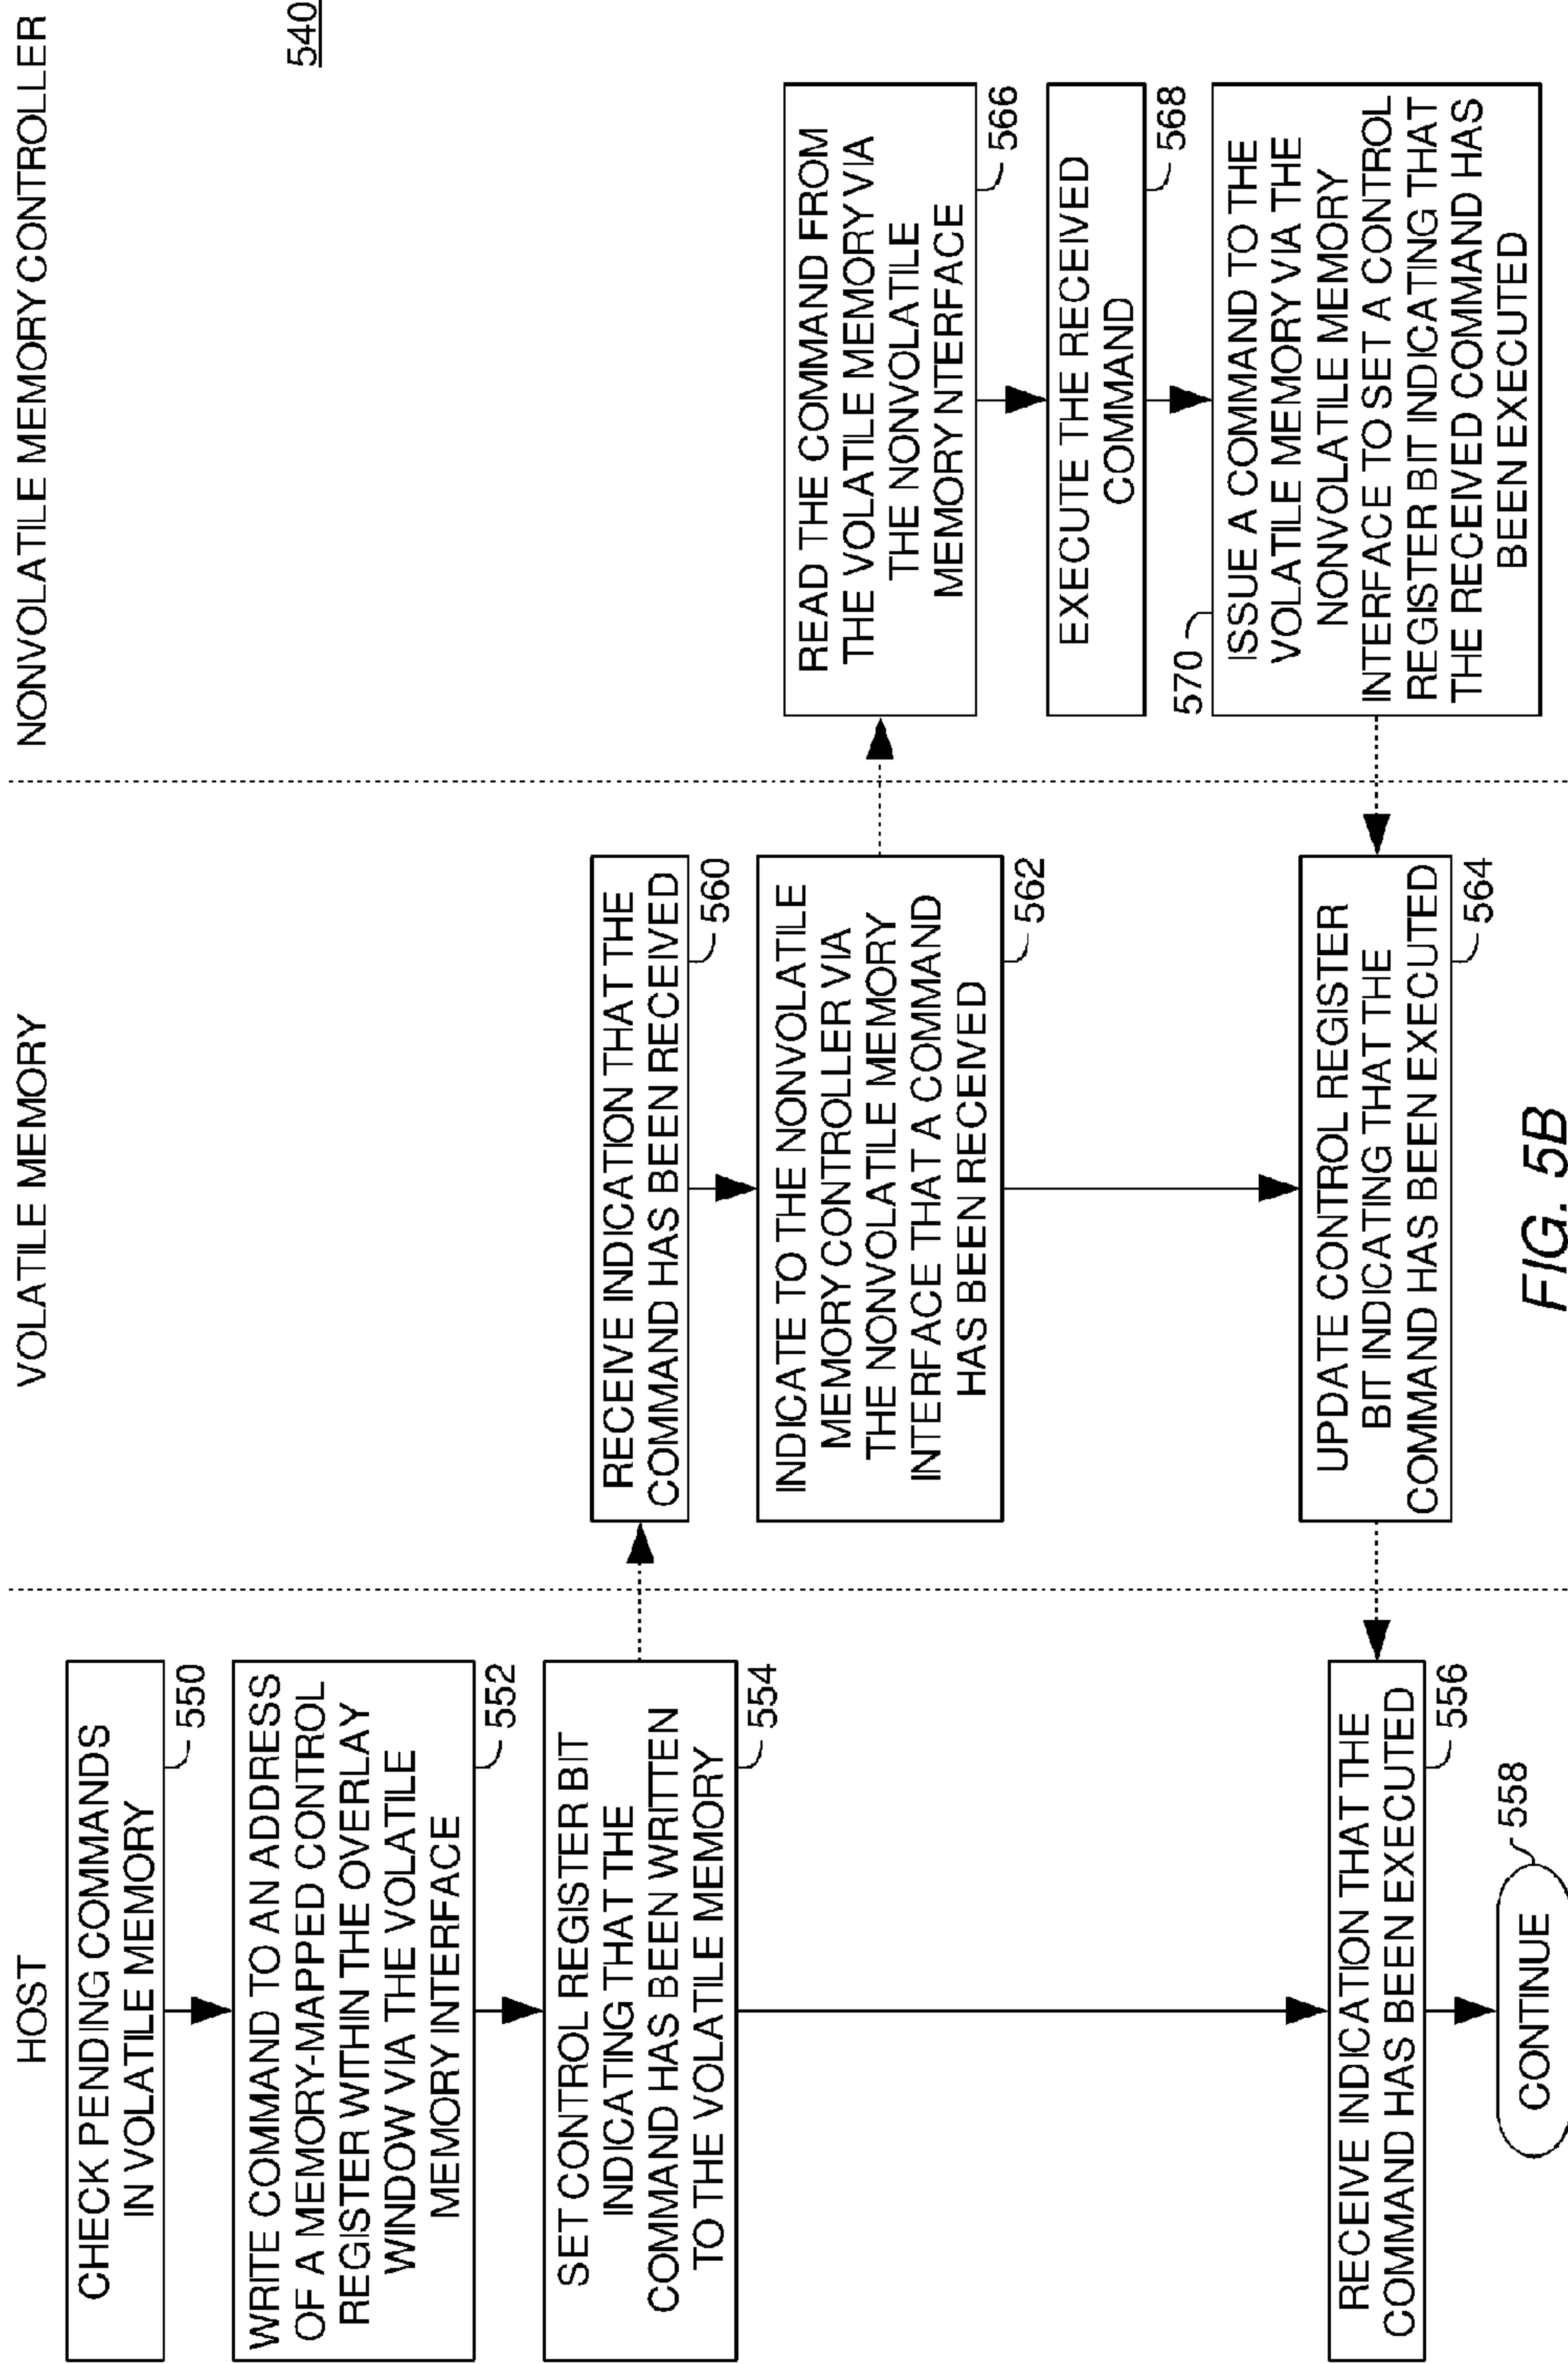 HOST
CHECK PENDING COMMANDS
IN VOLATILE MEMORY
550
WRITE COMMAND TO AN ADDRESS
OF A MEMORY-MAPPED CONTROL
REGISTER WITHIN THE OVERLAY
WINDOW VIA THE VOLATILE
MEMORY INTERFACE
552
SET CONTROL REGISTER BIT
INDICATING THAT THE
COMMAND HAS BEEN WRITTEN
TO THE VOLATILE MEMORY
554
RECEIVE INDICATION THAT THE
COMMAND HAS BEEN EXECUTED
556
CONTINUE
558
VOLATILE MEMORY
RECEIVE INDICATION THAT THE
COMMAND HAS BEEN RECEIVED
560
INDICATE TO THE NONVOLATILE
MEMORY CONTROLLER VIA
THE NONVOLATILE MEMORY
INTERFACE THAT A COMMAND
HAS BEEN RECEIVED
562
UPDATE CONTROL REGISTER
BIT INDICATING THAT THE
COMMAND HAS BEEN EXECUTED
564
NONVOLATILE MEMORY CONTROLLER
540
READ THE COMMAND FROM
THE VOLATILE MEMORY VIA
THE NONVOLATILE
MEMORY NTERFACE
566
EXECUTE THE RECEIVED
COMMAND
568
570
ISSUE A COMMAND TO THE
VOLATILE MEMORY VIA THE
NONVOLATILE MEMORY
INTERFACE TO SET A CONTROL
REGISTER BIT INDICATING THAT
THE RECEIVED COMMAND HAS
BEEN EXECUTED
FIG. 5B